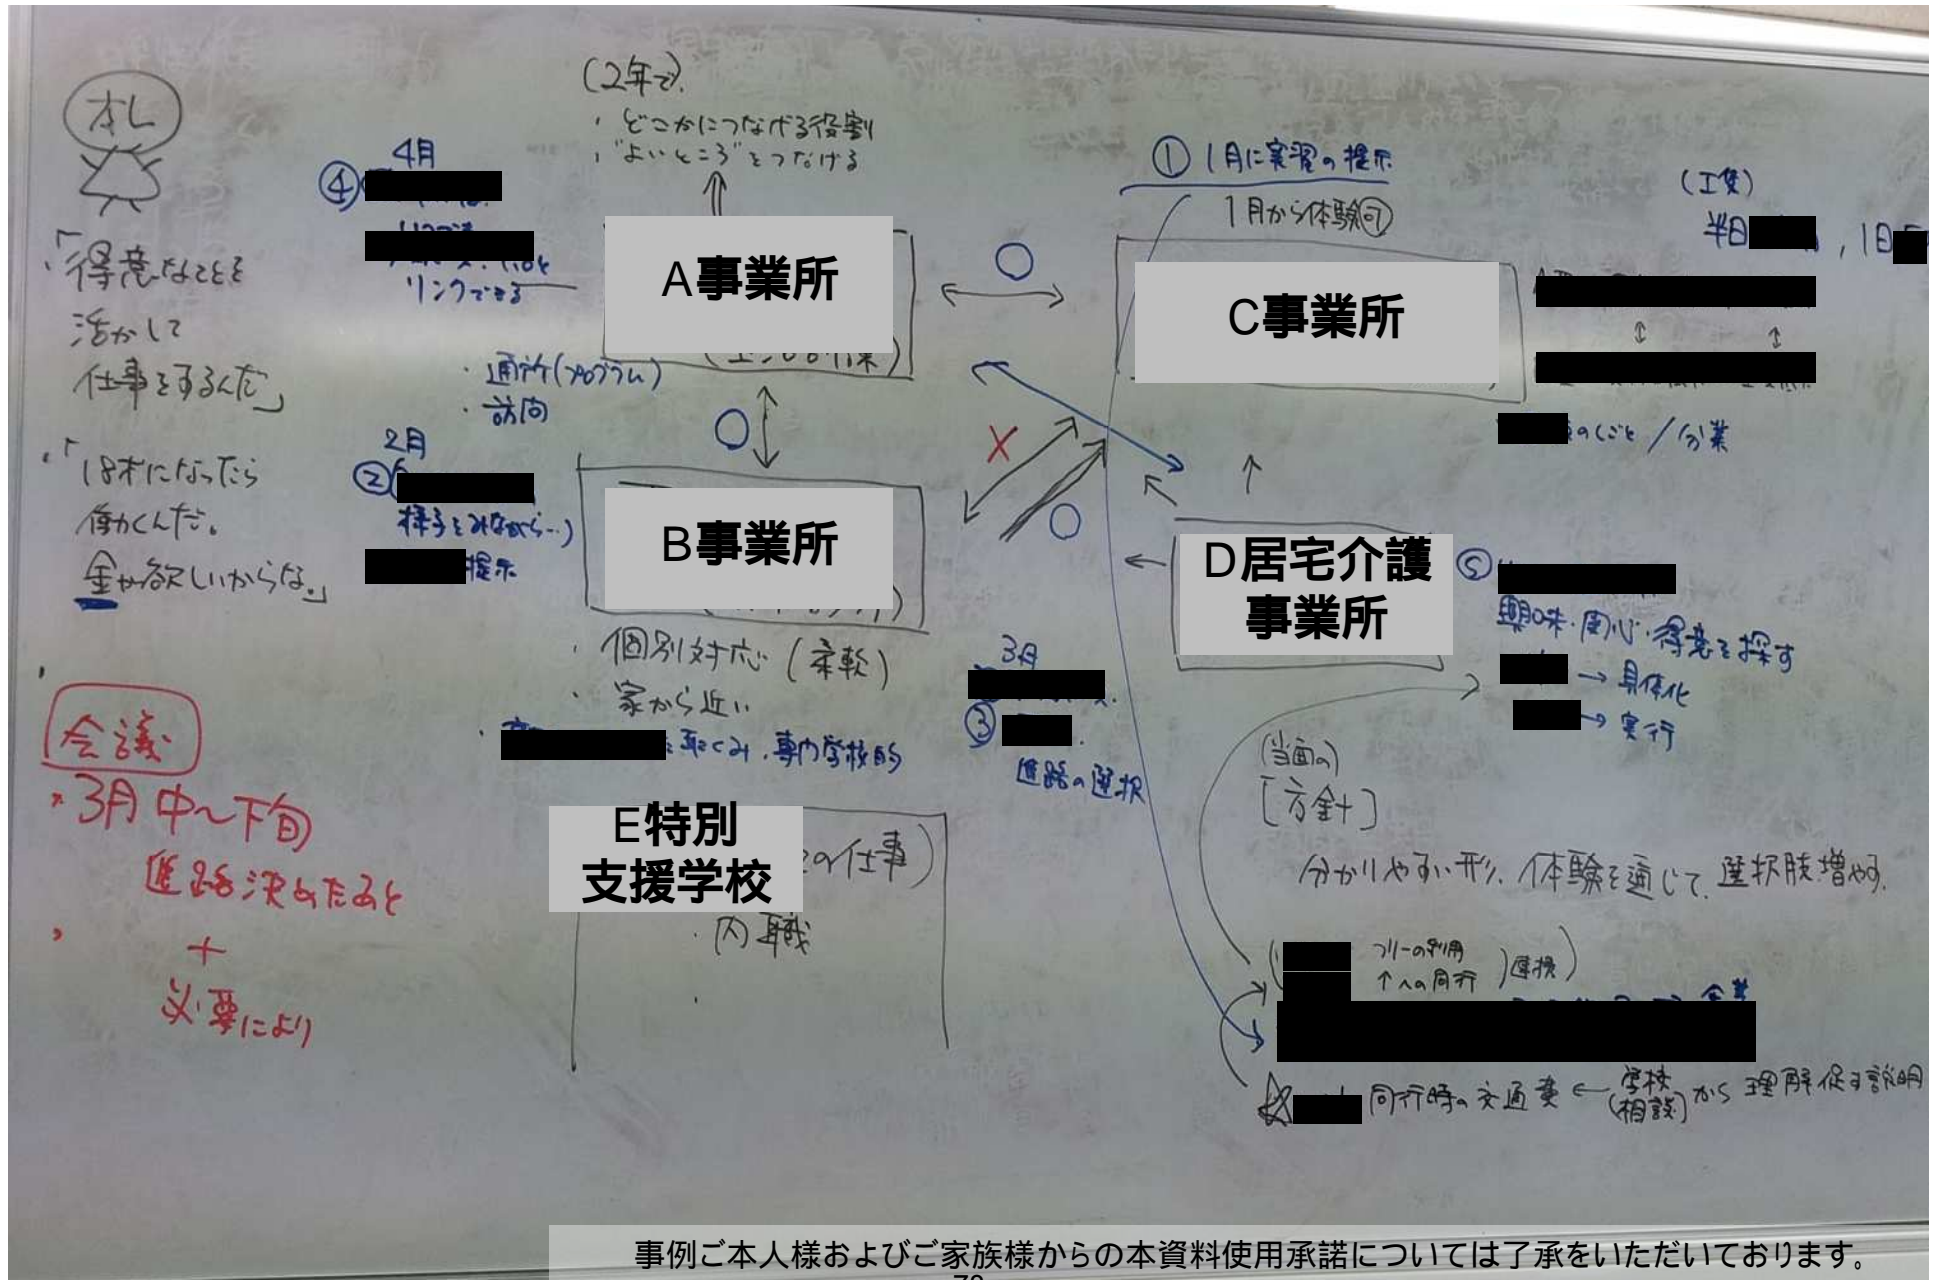 (2年で)
・どこかにつなげる役割
・"よいところ"をつなげる
「得意なことを
活かして
仕事をするんだ」
「18才になったら
働くんだ。
金が欲しいからな。」
会議
・3月中～下旬
進路決めたあと
+
必要により
4月
④
リンクできる
A事業所
・通所(プログラム)
・訪問
○
○
×
○
2月
②
様子をみながら…)
提示
B事業所
・個別対応(柔軟)
・家から近い
取くみ、専門学校的
E特別
支援学校
の仕事)
・内職
① 1月に実習の提示
1月から体験可
C事業所
(工賃)
半日
, 1日
のしごと/分業
D居宅介護
事業所
⑤
興味・関心・得意を探す
→具体化
→実行
3月
③
進路の選択
(当面の)
[方針]
分かりやすい形、体験を通じて、選択肢増やす.
フリーの利用
↑への同行
)連携)
同行時の交通費 ← 学校(相談)から 理解促す説明
事例ご本人様およびご家族様からの本資料使用承諾については了承をいただいております。